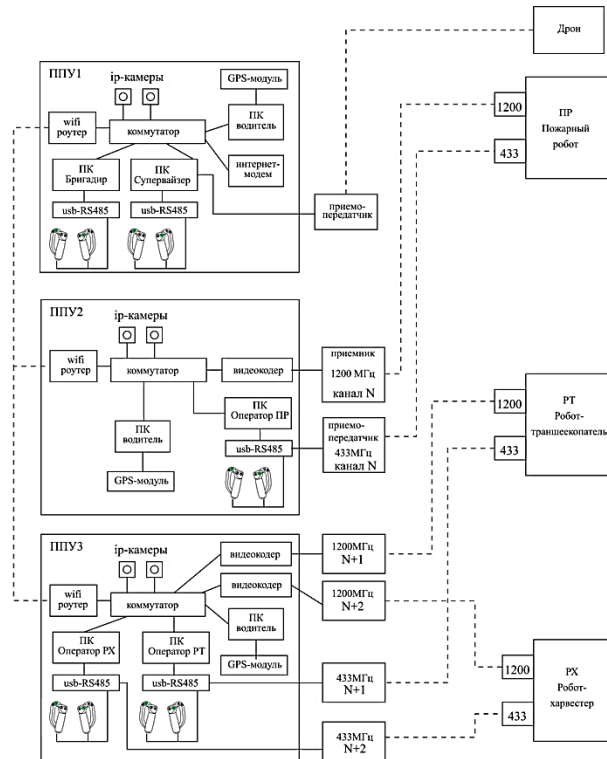 Дрон
ППУ1
ip-камеры
GPS-модуль
wifi
роутер
коммутатор
ПК
водитель
ПК
Бригадир
ПК
Супервайзер
интернет-
модем
usb-RS485
usb-RS485
приемо-
передатчик
1200
433
ПР
Пожарный
робот
ППУ2
ip-камеры
wifi
роутер
коммутатор
видеокодер
приемник
1200 МГц
канал N
ПК
водитель
GPS-модуль
ПК
Оператор ПР
usb-RS485
приемо-
передатчик
433МГц
канал N
1200
433
РТ
Робот-
траншеекопатель
ППУ3
ip-камеры
видеокодер
видеокодер
1200МГц
N+1
1200МГц
N+2
wifi
роутер
коммутатор
ПК
водитель
GPS-модуль
ПК
Оператор РХ
ПК
Оператор РТ
usb-RS485
usb-RS485
433МГц
N+1
433МГц
N+2
1200
433
РХ
Робот-
харвестер